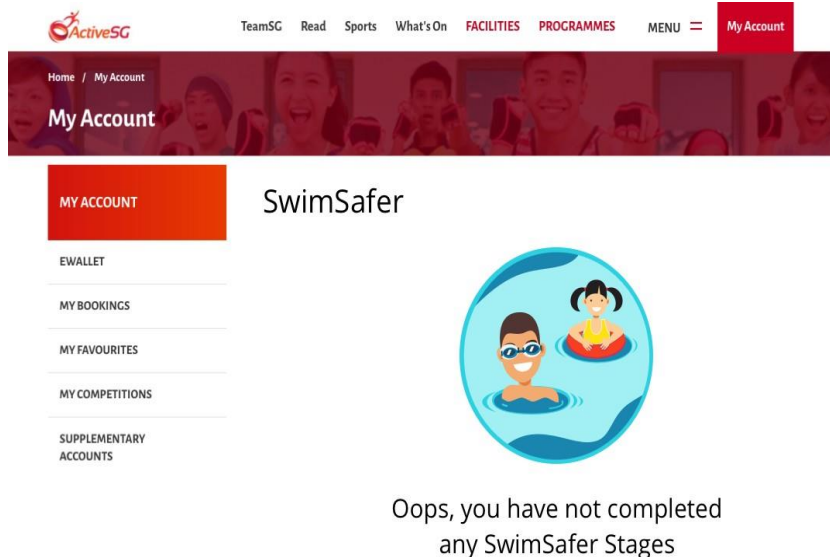 ActiveSG
TeamSG Read Sports What's On FACILITIES PROGRAMMES MENU My Account
Home / My Account
My Account
MY ACCOUNT
EWALLET
MY BOOKINGS
MY FAVOURITES
MY COMPETITIONS
SUPPLEMENTARY
ACCOUNTS
SwimSafer
Oops, you have not completed
any SwimSafer Stages